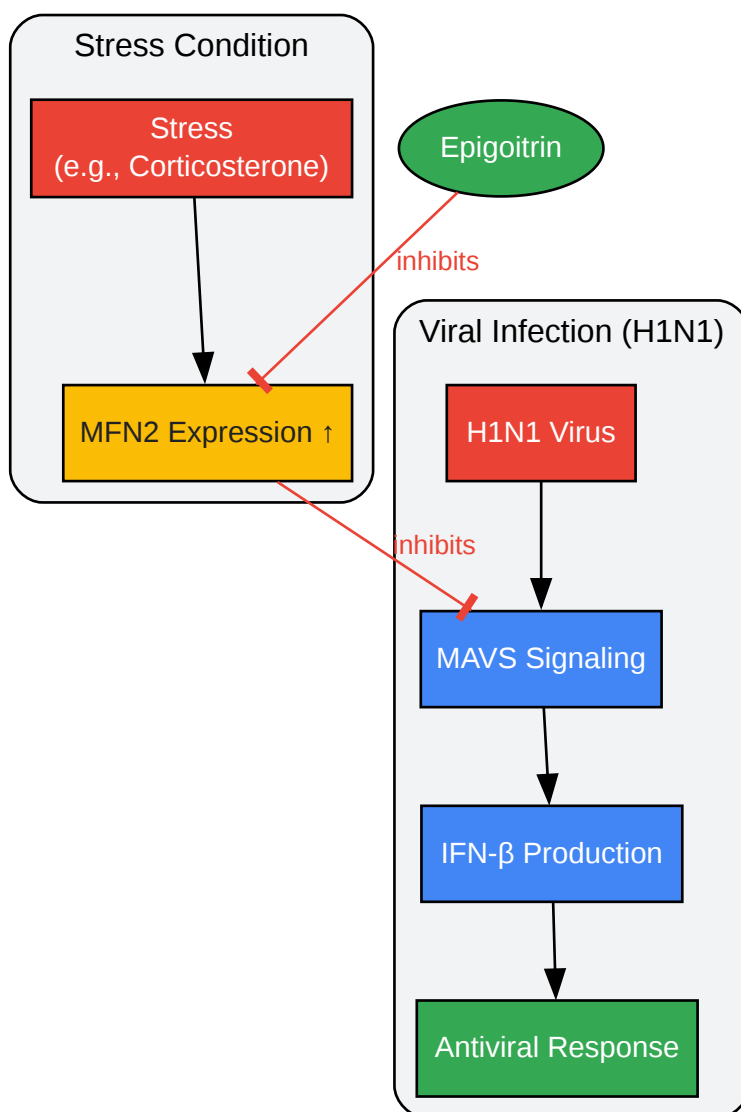 Stress Condition
Stress
(e.g., Corticosterone)
Epigoitrin
inhibits
Viral Infection (H1N1)
MFN2 Expression ↑
H1N1 Virus
inhibits
MAVS Signaling
IFN-β Production
Antiviral Response